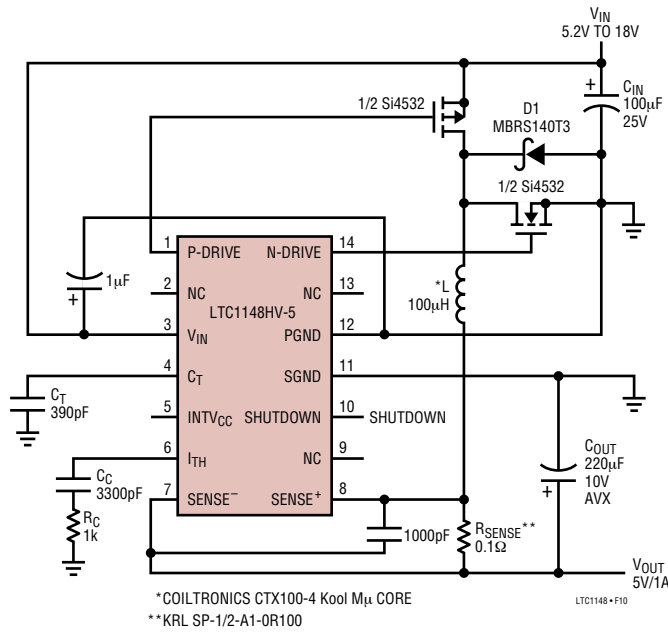 VIN
5.2V TO 18V
+
CIN
100µF
25V
1/2 Si4532
D1
MBRS140T3
1/2 Si4532
1
P-DRIVE
N-DRIVE
14
1µF
+
2
NC
NC
13
LTC1148HV-5
*L
100µH
3
VIN
PGND
12
4
CT
SGND
11
CT
390pF
5
INTVCC
SHUTDOWN
10
SHUTDOWN
6
ITH
NC
9
CC
3300pF
7
SENSE–
SENSE+
8
RC
1k
1000pF
RSENSE**
0.1Ω
COUT
220µF
10V
AVX
+
VOUT
5V/1A
*COILTRONICS CTX100-4 Kool Mµ CORE
**KRL SP-1/2-A1-0R100
LTC1148 • F10